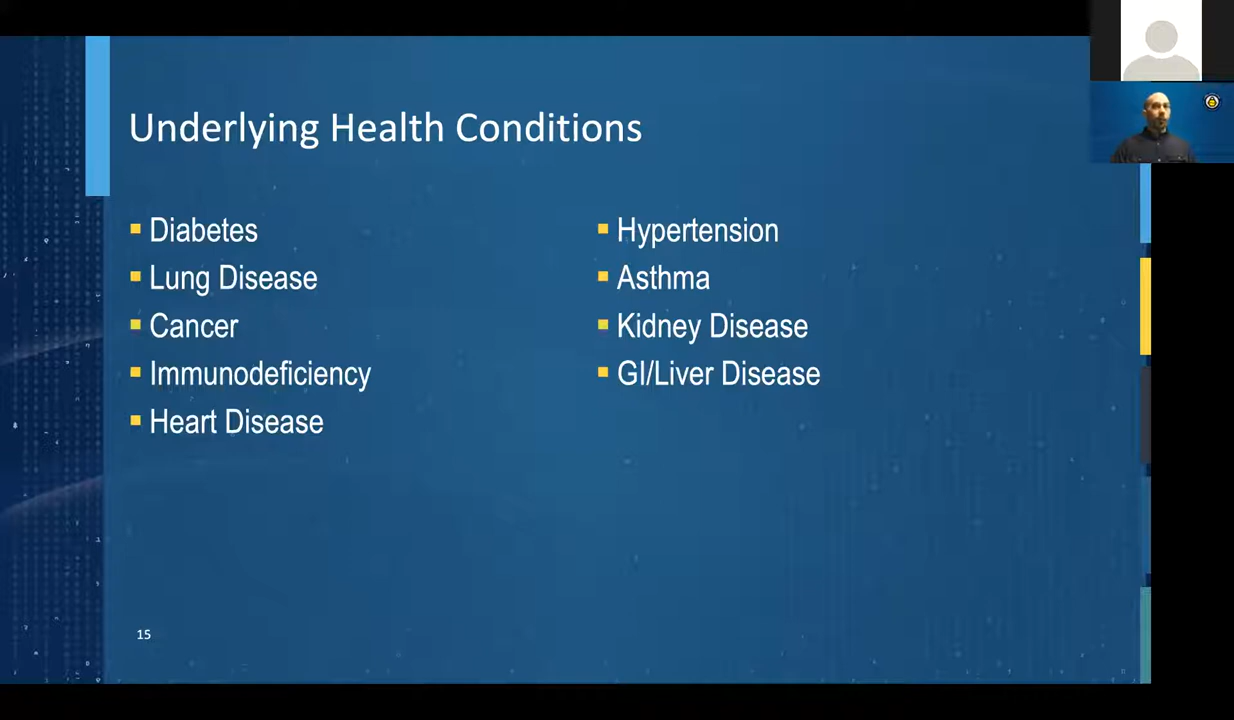 Underlying Health Conditions
Diabetes
Lung Disease
Cancer
Immunodeficiency
Heart Disease
Hypertension
Asthma
Kidney Disease
GI/Liver Disease
15